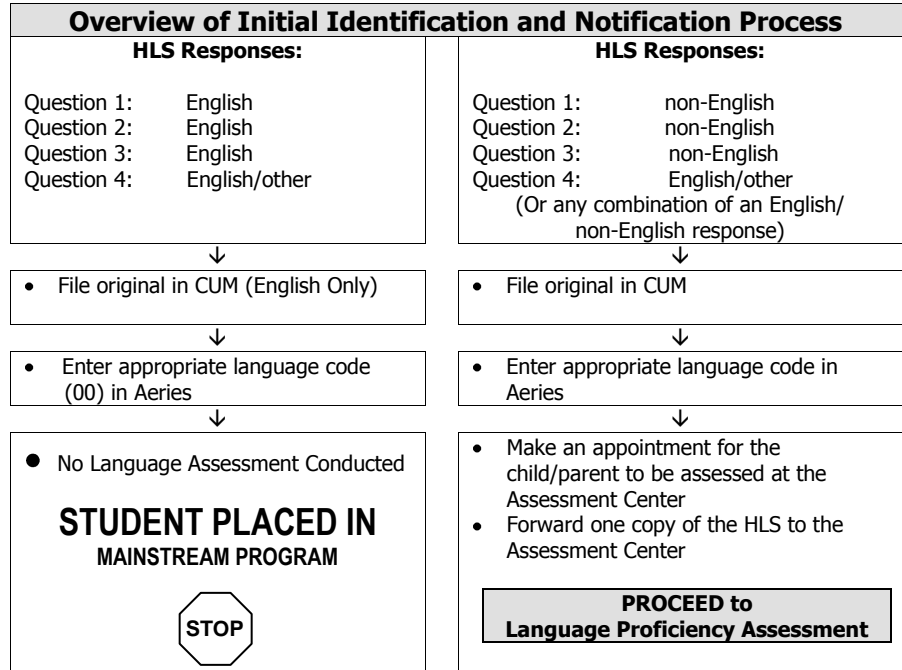 Overview of Initial Identification and Notification Process
HLS Responses:
Question 1: English
Question 2: English
Question 3: English
Question 4: English/other
↓
• File original in CUM (English Only)
↓
• Enter appropriate language code
(00) in Aeries
↓
• No Language Assessment Conducted
STUDENT PLACED IN
MAINSTREAM PROGRAM
STOP
HLS Responses:
Question 1: non-English
Question 2: non-English
Question 3: non-English
Question 4: English/other
(Or any combination of an English/
non-English response)
↓
• File original in CUM
↓
• Enter appropriate language code in
Aeries
↓
• Make an appointment for the
child/parent to be assessed at the
Assessment Center
• Forward one copy of the HLS to the
Assessment Center
PROCEED to
Language Proficiency Assessment